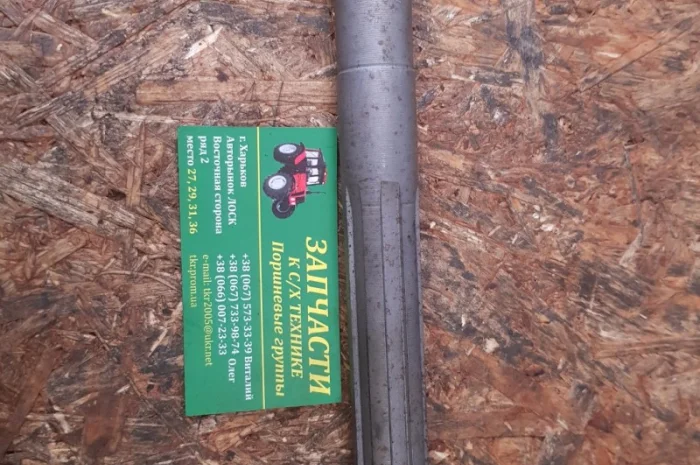 ЗАПЧАСТИ
К С/Х ТЕХНИКЕ
Поршневые группы
г. Харьков
Авторынок ЛОСК
Восточная сторона
ряд 2
место 27, 29, 31, 36
+38 (067) 573-33-39 Виталий
+38 (067) 733-98-74 Олег
+38 (066) 007-23-33
e-mail: tkr2005@ukr.net
tkr.prom.ua